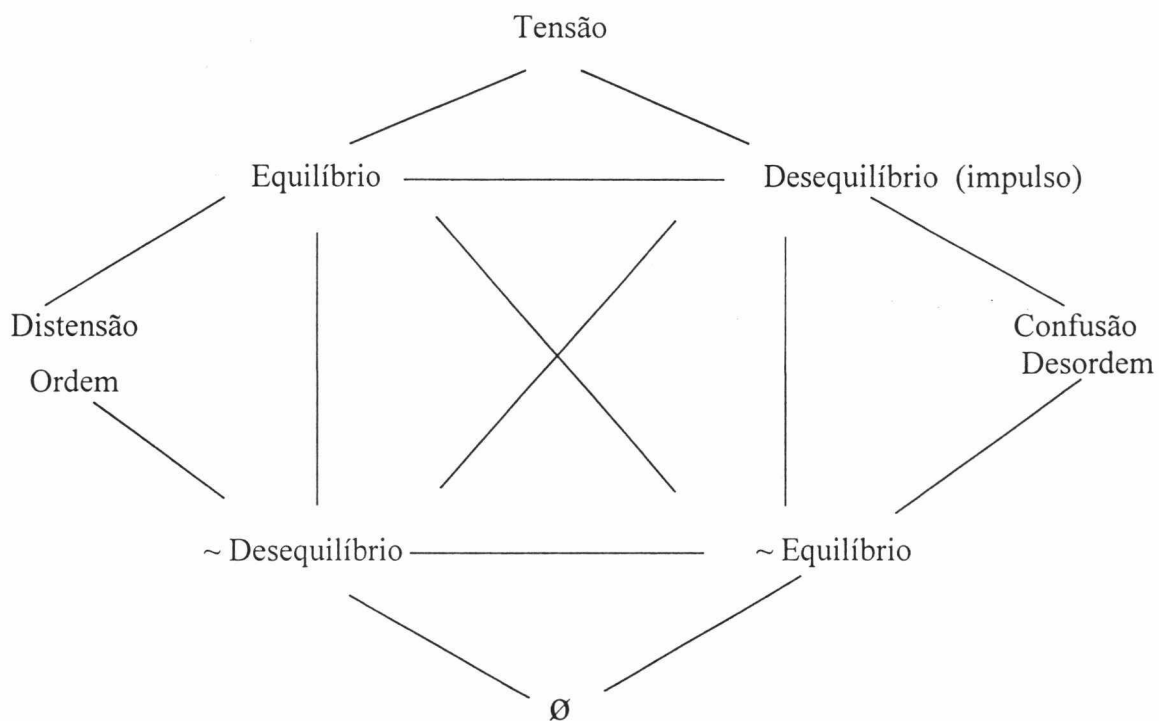 Tensão
Equilíbrio
Desequilíbrio (impulso)
Distensão
Ordem
Confusão
Desordem
~ Desequilíbrio
~ Equilíbrio
Ø